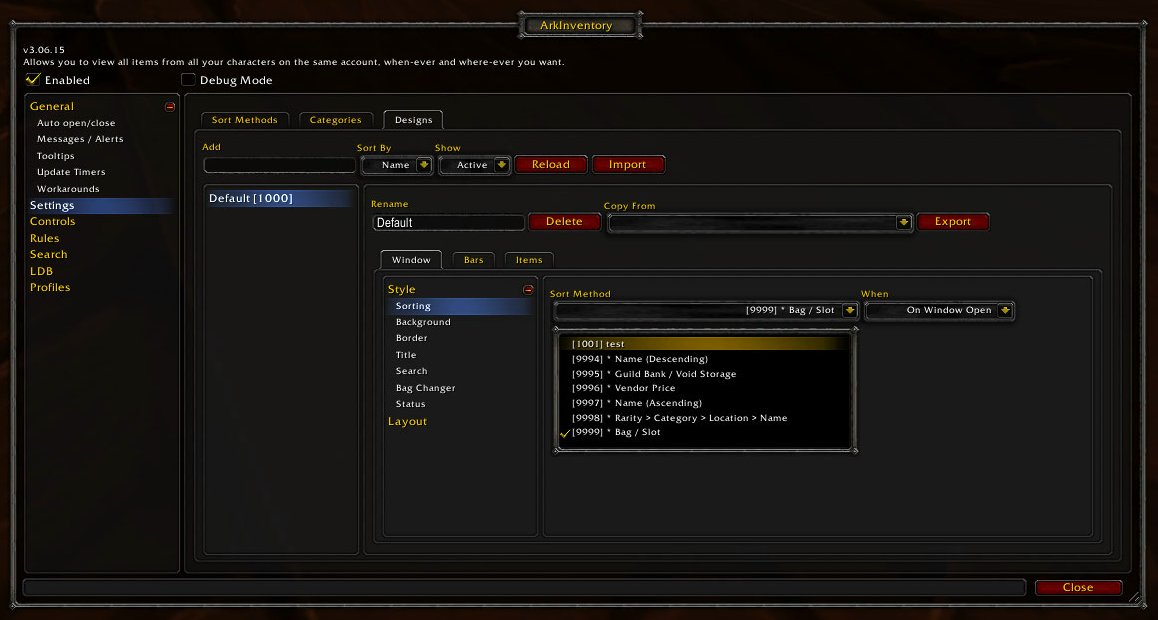 ArkInventory
v3.06.15
Allows you to view all items from all your characters on the same account, when-ever and where-ever you want.
Enabled
Debug Mode
General
Auto open/close
Messages / Alerts
Tooltips
Update Timers
Workarounds
Settings
Controls
Rules
Search
LDB
Profiles
Sort Methods
Categories
Designs
Add
Sort By
Show
Name
Active
Reload
Import
Default [1000]
Rename
Copy From
Default
Delete
Export
Window
Bars
Items
Style
Sorting
Background
Border
Title
Search
Bag Changer
Status
Layout
Sort Method
When
[9999] * Bag / Slot
On Window Open
[1001] test
[9994] * Name (Descending)
[9995] * Guild Bank / Void Storage
[9996] * Vendor Price
[9997] * Name (Ascending)
[9998] * Rarity > Category > Location > Name
[9999] * Bag / Slot
Close